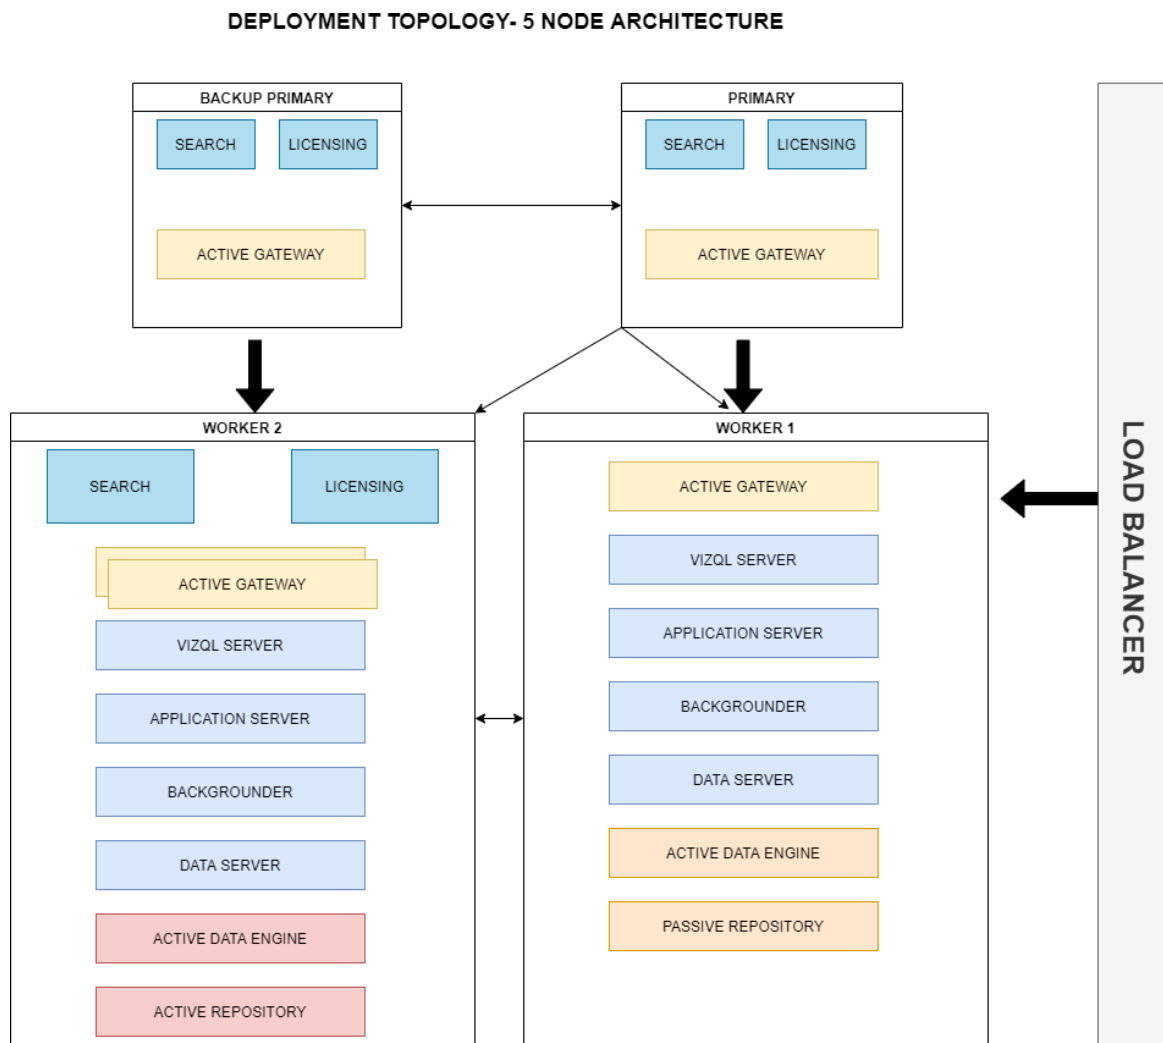 DEPLOYMENT TOPOLOGY- 5 NODE ARCHITECTURE
BACKUP PRIMARY
SEARCH
LICENSING
ACTIVE GATEWAY
PRIMARY
SEARCH
LICENSING
ACTIVE GATEWAY
WORKER 2
SEARCH
LICENSING
ACTIVE GATEWAY
VIZQL SERVER
APPLICATION SERVER
BACKGROUNDER
DATA SERVER
ACTIVE DATA ENGINE
ACTIVE REPOSITORY
WORKER 1
ACTIVE GATEWAY
VIZQL SERVER
APPLICATION SERVER
BACKGROUNDER
DATA SERVER
ACTIVE DATA ENGINE
PASSIVE REPOSITORY
LOAD BALANCER